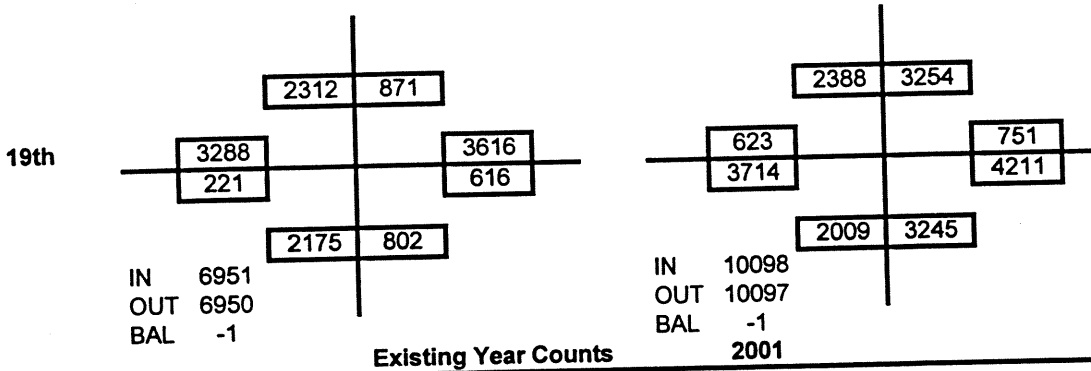 2312 871 2388 3254
19th 3288 3616 623 751
221 616 3714 4211
2175 802 2009 3245
IN 6951 IN 10098
OUT 6950 OUT 10097
BAL -1 BAL -1
Existing Year Counts 2001